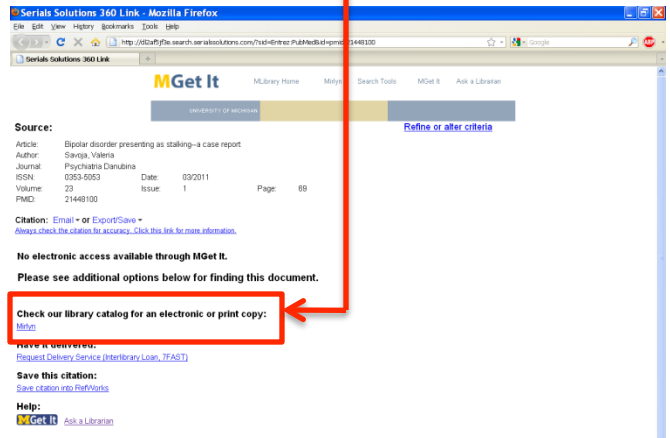 Serials Solutions 360 Link - Mozilla Firefox
File Edit View History Bookmarks Tools Help
Google
Serials Solutions 360 Link
MGet It MLibrary Home Mirlyn Search Tools MGet It Ask a Librarian
UNIVERSITY OF MICHIGAN
Source: Refine or alter criteria
Article: Bipolar disorder presenting as stalking--a case report
Author: Savoja, Valeria
Journal: Psychiatria Danubina
ISSN: 0353-5053 Date: 03/2011
Volume: 23 Issue: 1 Page: 69
PMID: 21448100
Citation: Email or Export/Save
Always check the citation for accuracy. Click this link for more information.
No electronic access available through MGet It.
Please see additional options below for finding this document.
Check our library catalog for an electronic or print copy:
Mirlyn
Have it delivered:
Request Delivery Service (Interlibrary Loan, 7FAST)
Save this citation:
Save citation into RefWorks
Help:
MGet It Ask a Librarian